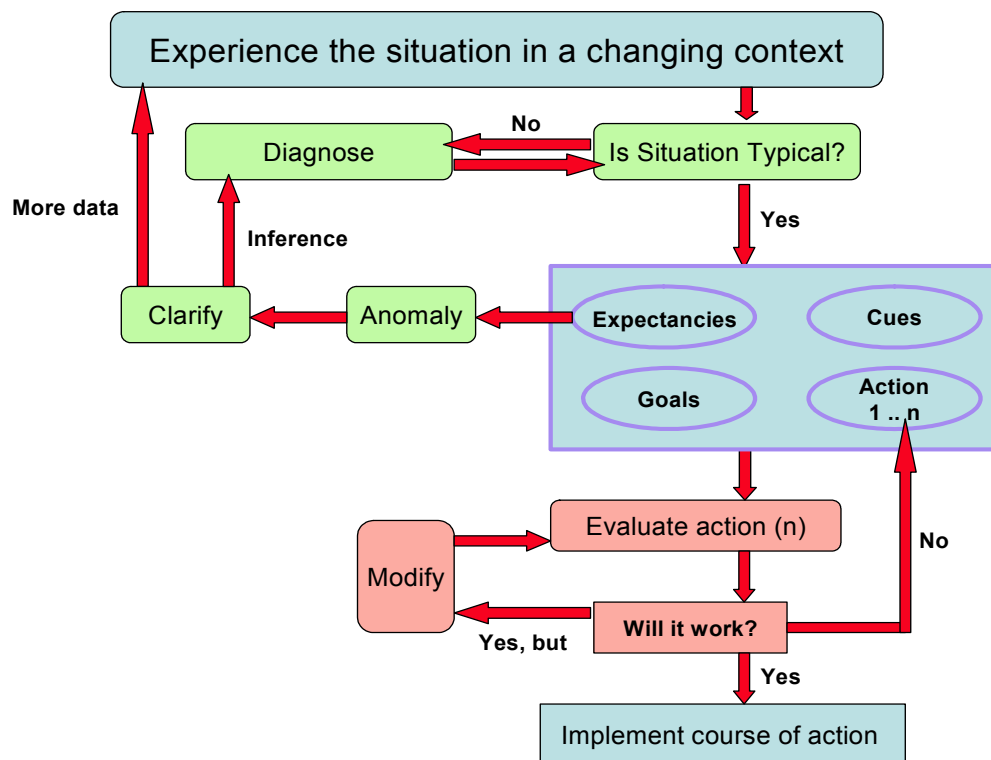 Experience the situation in a changing context
No
Diagnose
Is Situation Typical?
More data
Inference
Yes
Clarify
Anomaly
Expectancies
Cues
Goals
Action
1 .. n
Evaluate action (n)
No
Modify
Will it work?
Yes, but
Yes
Implement course of action